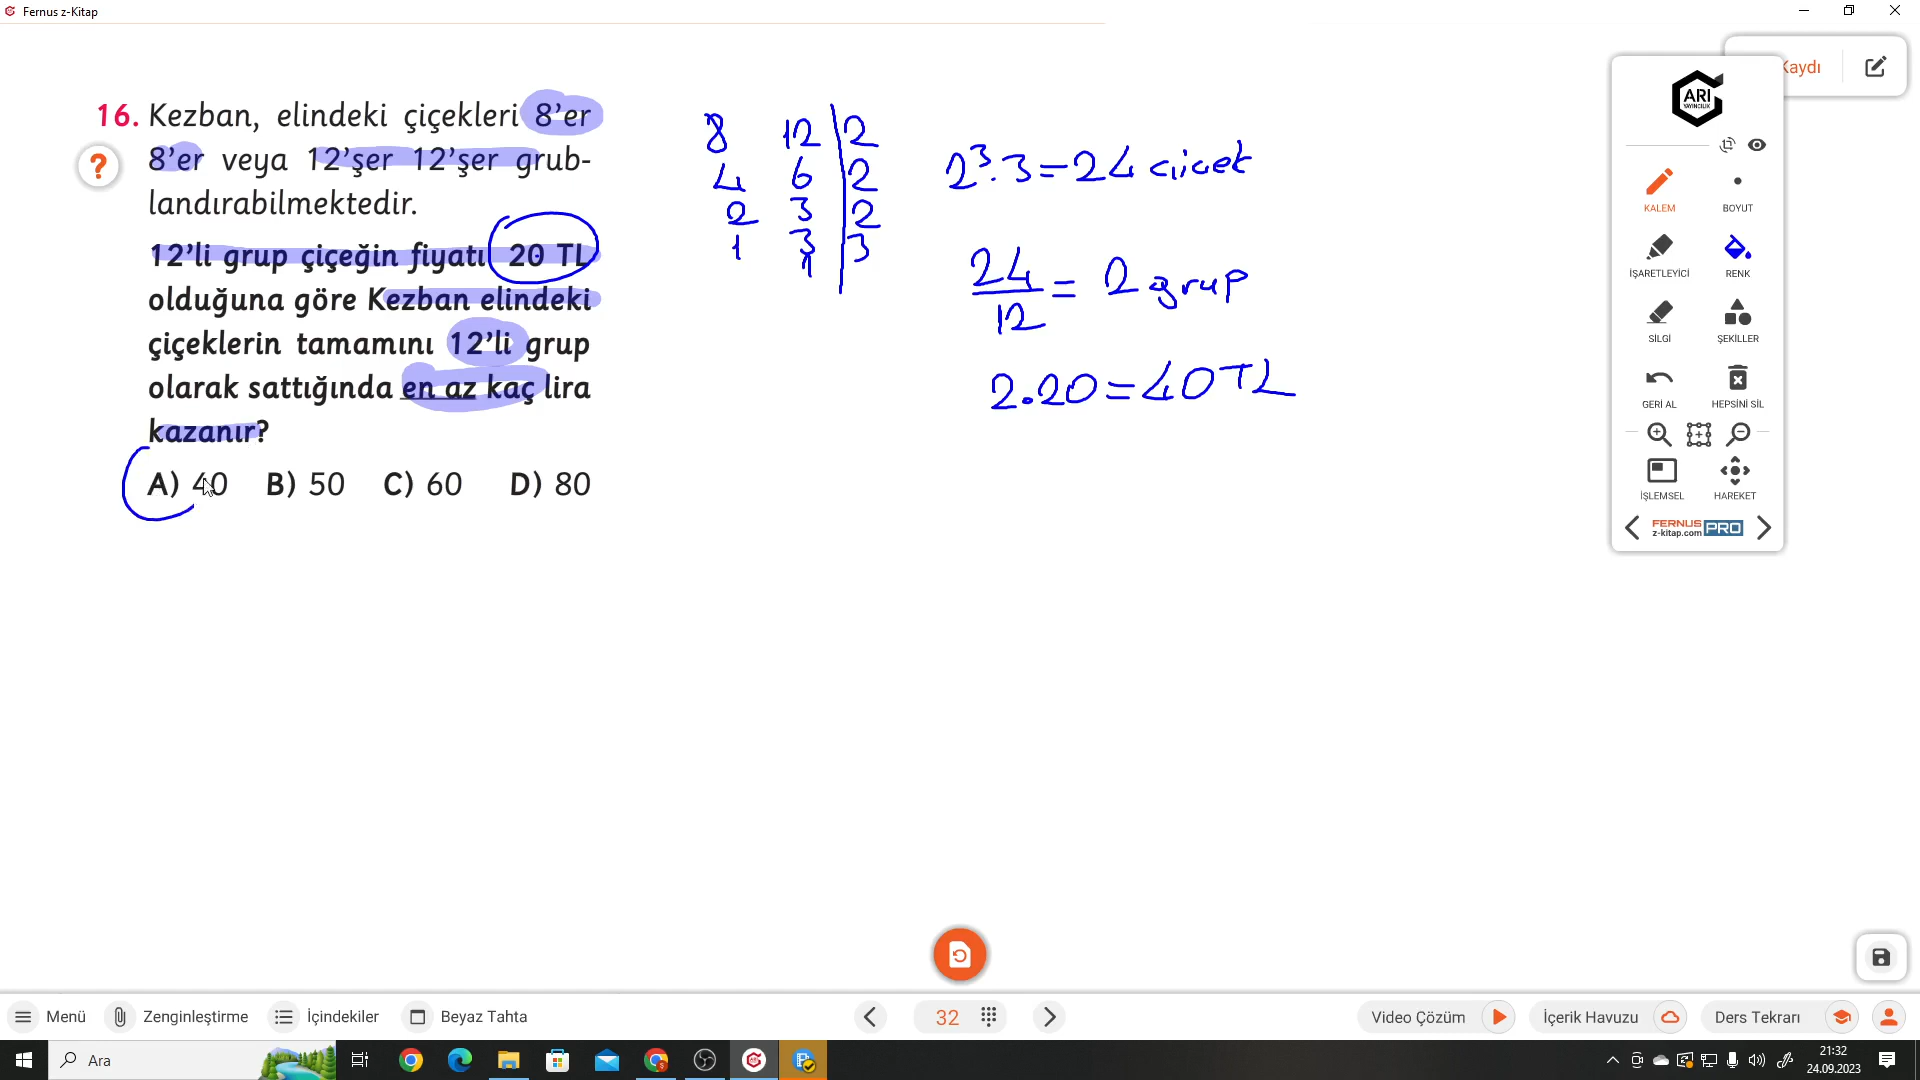 Fernus z-Kitap
16. Kezban, elindeki çiçekleri 8’er
8’er veya 12’şer 12’şer grub-
landırabilmektedir.
12’li grup çiçeğin fiyatı 20 TL
olduğuna göre Kezban elindeki
çiçeklerin tamamını 12’li grup
olarak sattığında en az kaç lira
kazanır?
A) 40 B) 50 C) 60 D) 80
?
8 12 2
4 6 2
2 3 2
1 3 3
1
2³.3=24 çiçek
24
12
= 2 grup
2.20=40TL
Kaydı
ARI
YAYINCILIK
KALEM BOYUT
İŞARETLEYİCİ RENK
SİLGİ ŞEKİLLER
GERİ AL HEPSİNİ SİL
İŞLEMSEL HAREKET
FERNUS PRO
z-kitap.com
Menü Zenginleştirme İçindekiler Beyaz Tahta 32 Video Çözüm İçerik Havuzu Ders Tekrarı
Ara
21:32
24.09.2023